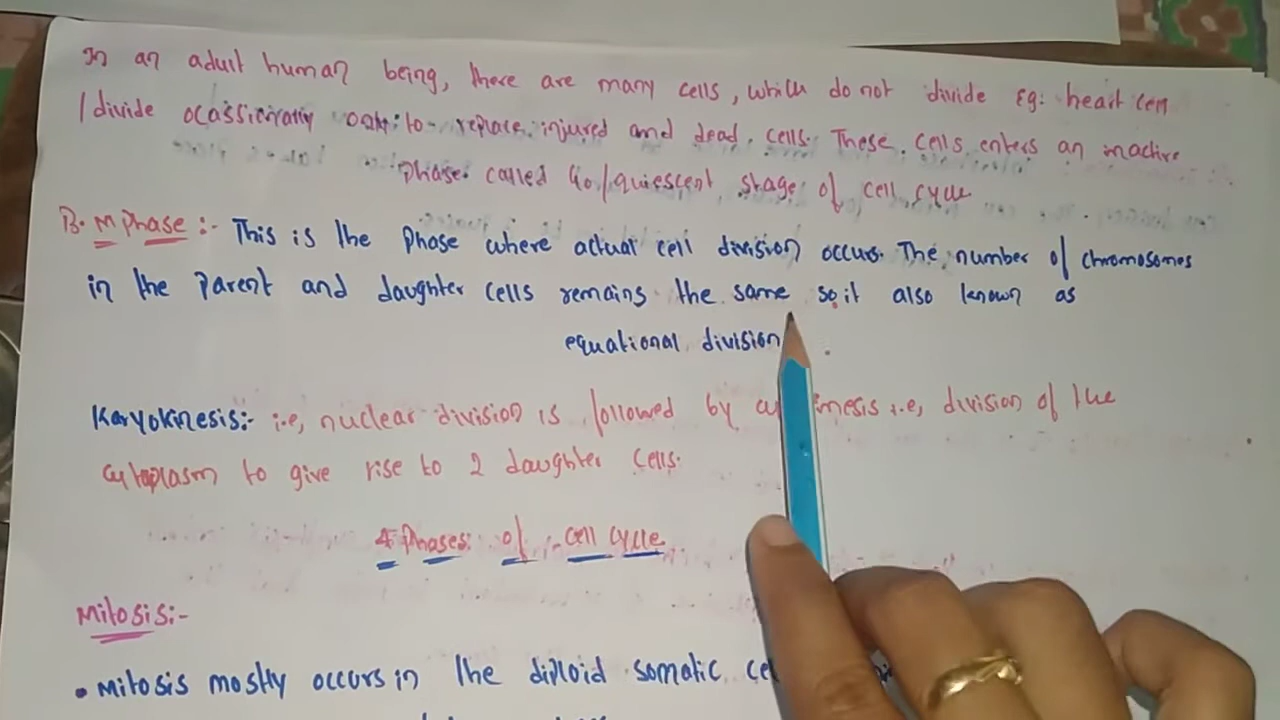 In an adult human being, there are many cells, which do not divide Eg: heart cell
/divide ocassionally only to replace injured and dead cells. These cells enters an inactive
phase called G0/quiescent stage of cell cycle
B. M phase :- This is the phase where actual cell division occurs. The number of chromosomes
in the parent and daughter cells remains the same so it also known as
equational division
Karyokinesis:- i.e, nuclear division is followed by i.e, division of the
cytoplasm to give rise to 2 daughter cells.
4 Phases of cell cycle
Mitosis:-
• Mitosis mostly occurs in the diploid somatic